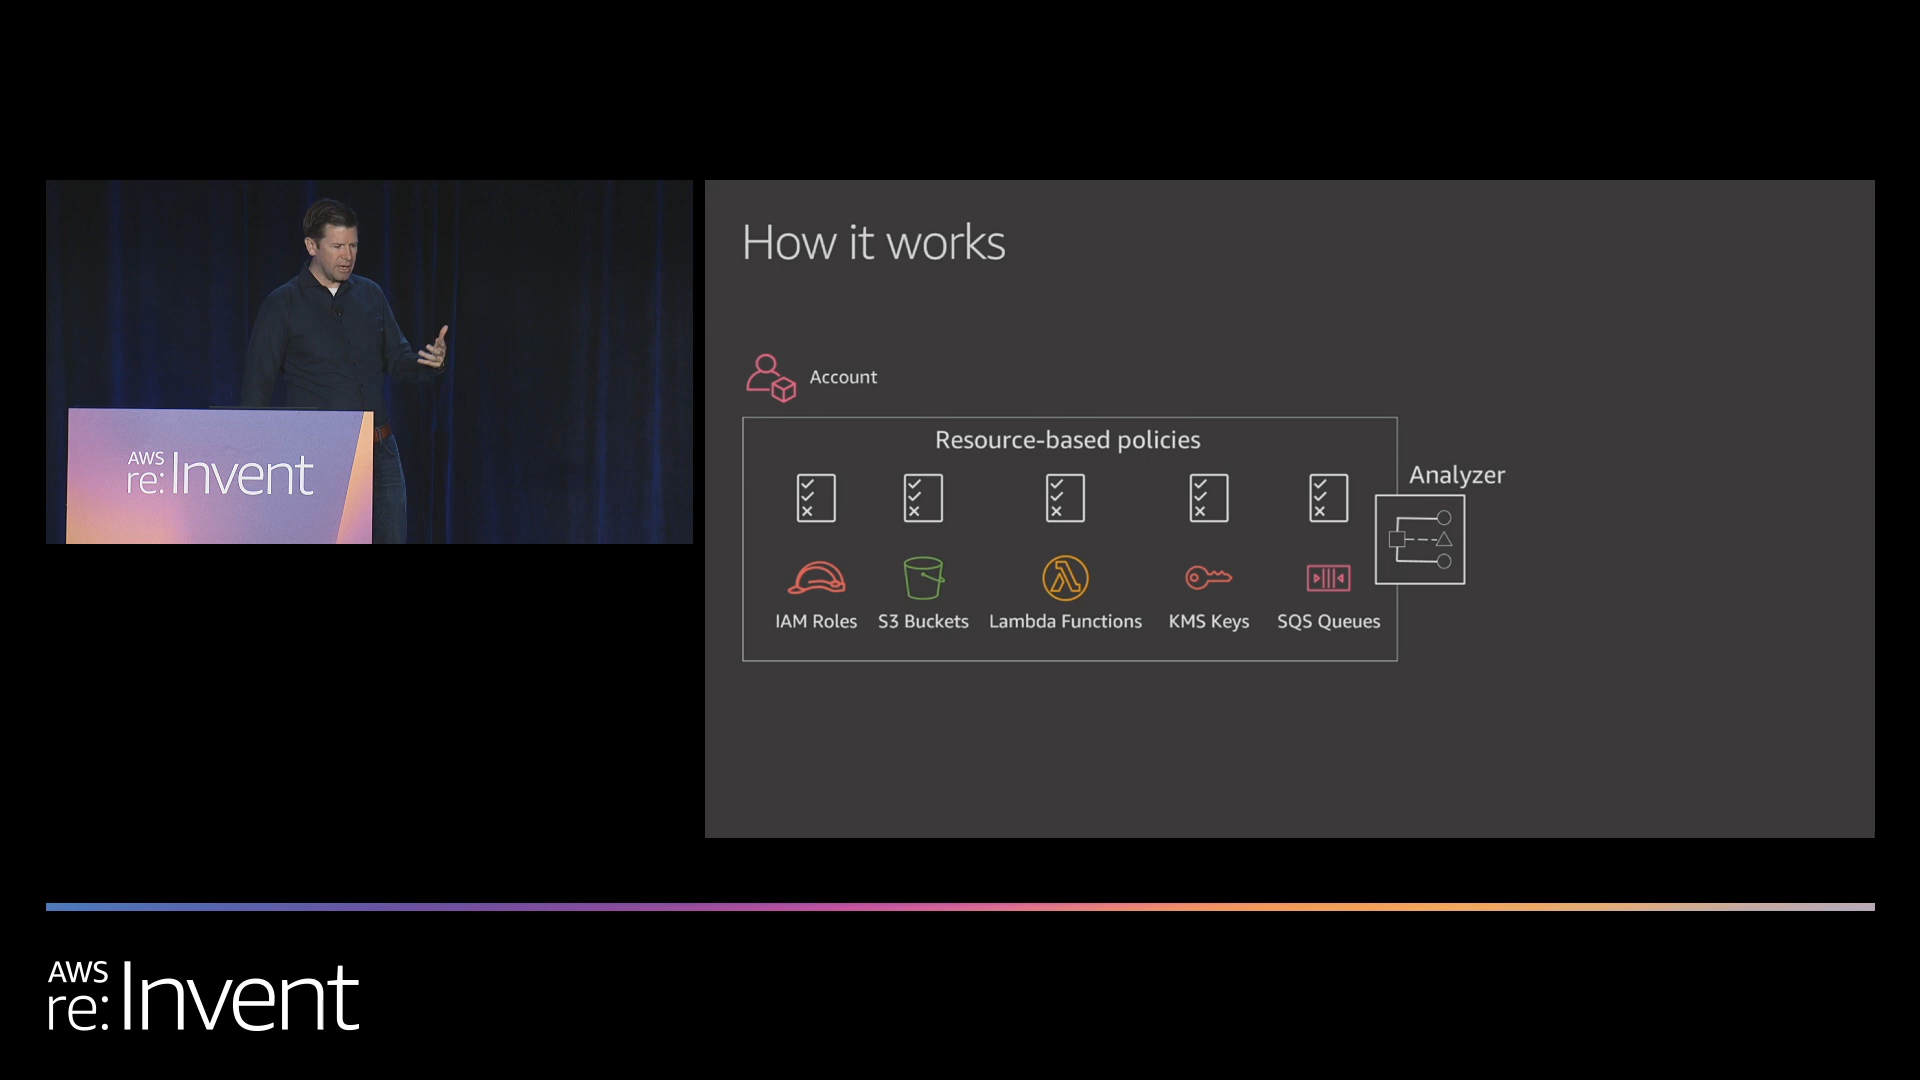 AWS
re:Invent
How it works
Account
Resource-based policies
Analyzer
IAM Roles
S3 Buckets
Lambda Functions
KMS Keys
SQS Queues
AWS
re:Invent